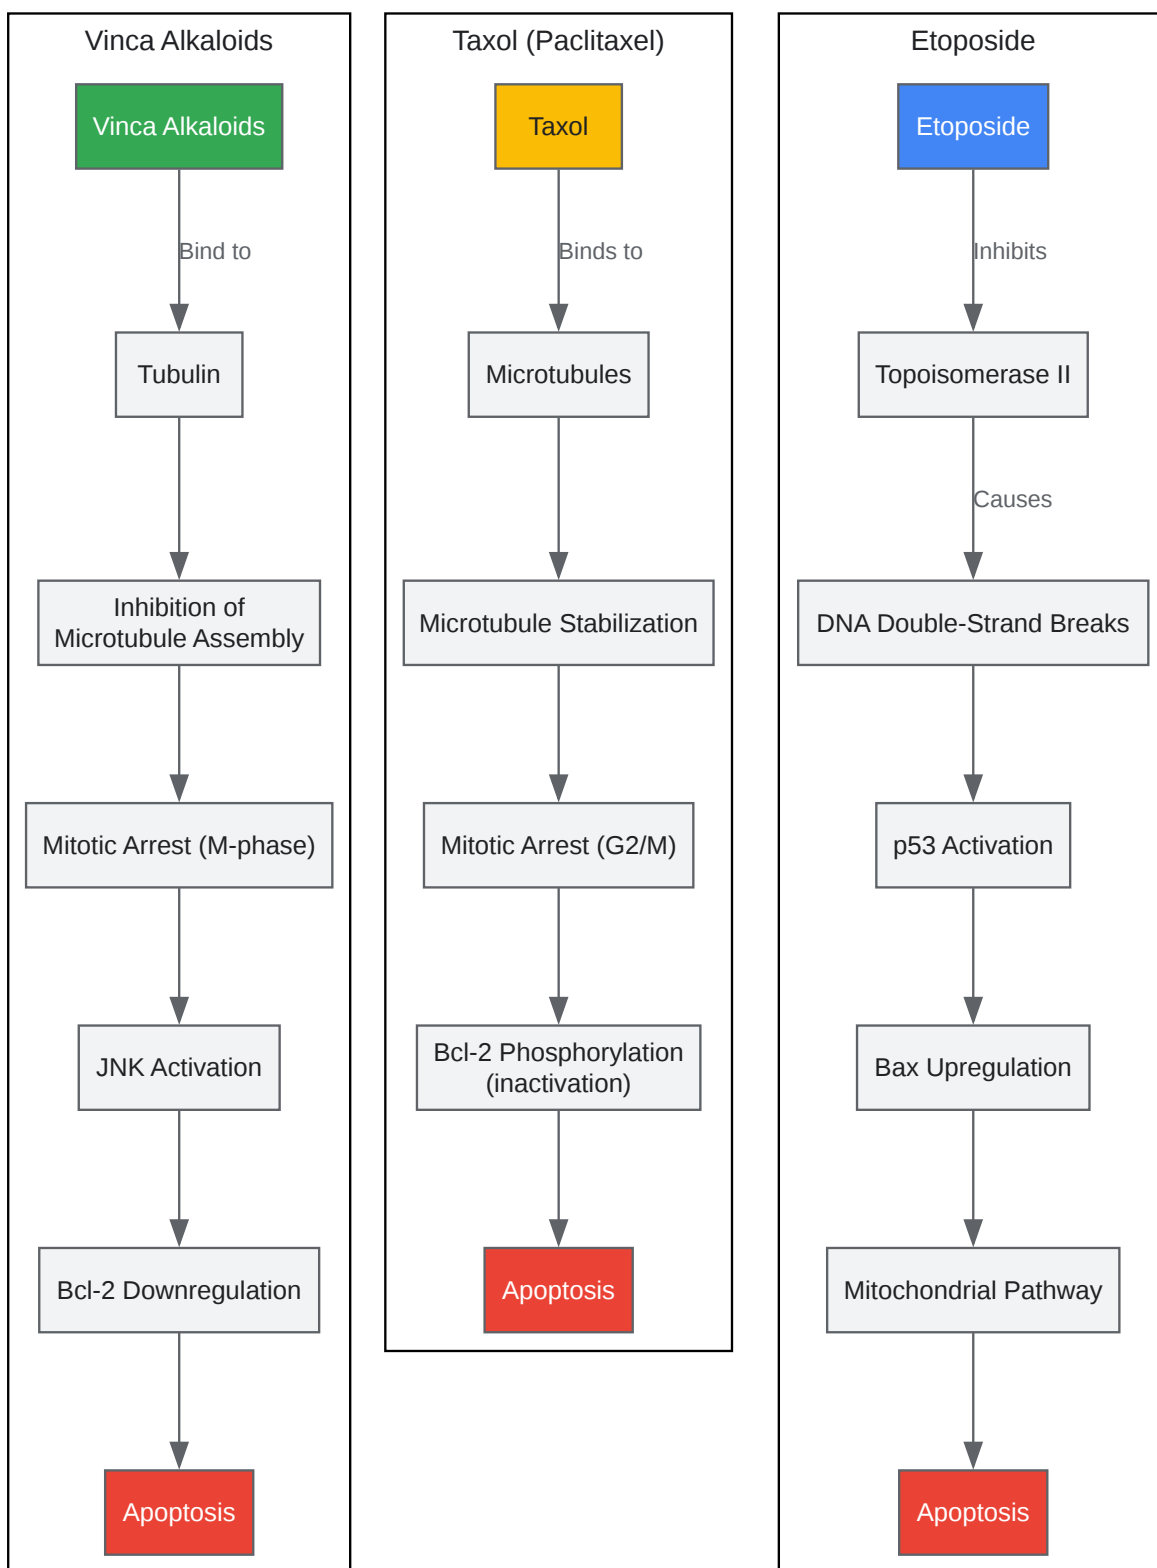 Vinca Alkaloids
Vinca Alkaloids
Bind to
Tubulin
Inhibition of
Microtubule Assembly
Mitotic Arrest (M-phase)
JNK Activation
Bcl-2 Downregulation
Apoptosis
Taxol (Paclitaxel)
Taxol
Binds to
Microtubules
Microtubule Stabilization
Mitotic Arrest (G2/M)
Bcl-2 Phosphorylation
(inactivation)
Apoptosis
Etoposide
Etoposide
Inhibits
Topoisomerase II
Causes
DNA Double-Strand Breaks
p53 Activation
Bax Upregulation
Mitochondrial Pathway
Apoptosis